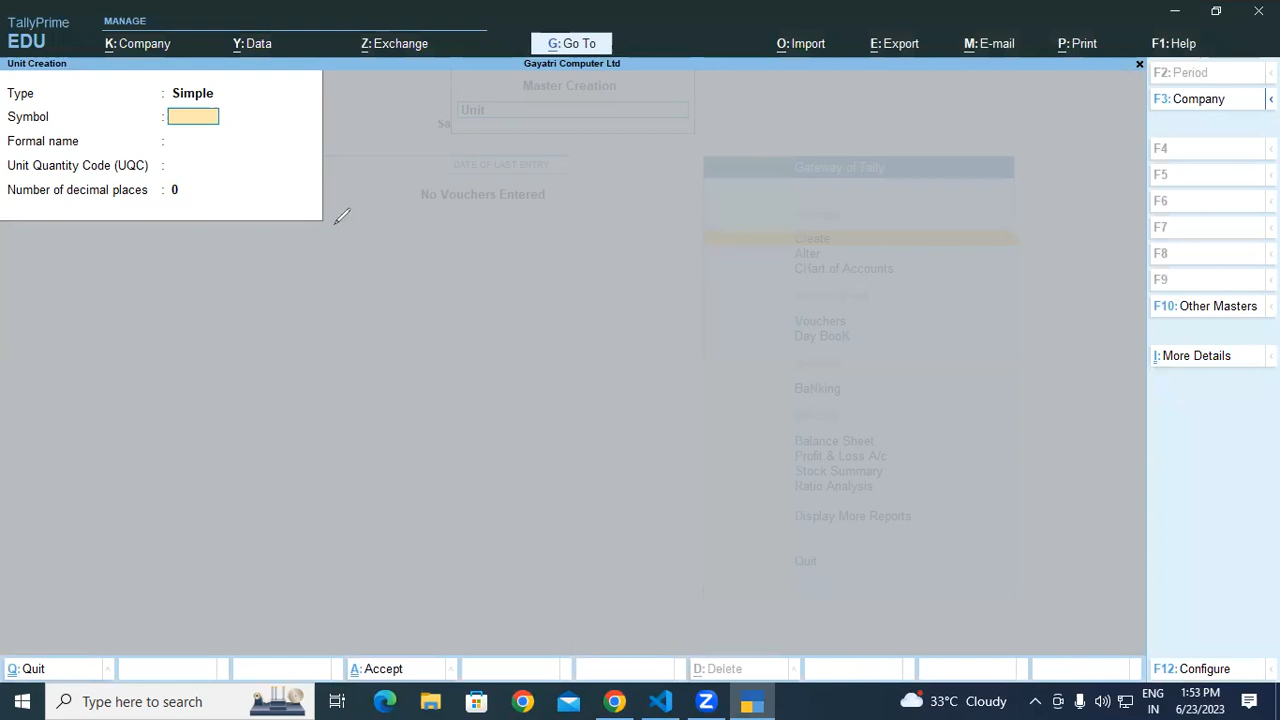 TallyPrime
EDU
MANAGE
K: Company
Y: Data
Z: Exchange
G: Go To
O: Import
E: Export
M: E-mail
P: Print
F1: Help
Unit Creation
Gayatri Computer Ltd
Type : Simple
Symbol :
Formal name :
Unit Quantity Code (UQC) :
Number of decimal places : 0
Master Creation
Unit
Sa
DATE OF LAST ENTRY
No Vouchers Entered
Gateway of Tally
Create
Alter
CHart of Accounts
Vouchers
Day BooK
BaNking
Balance Sheet
Profit & Loss A/c
Stock Summary
Ratio Analysis
Display More Reports
Quit
F2: Period
F3: Company
F4
F5
F6
F7
F8
F9
F10: Other Masters
I: More Details
Q: Quit
A: Accept
D: Delete
F12: Configure
Type here to search
33°C Cloudy
ENG
IN
1:53 PM
6/23/2023